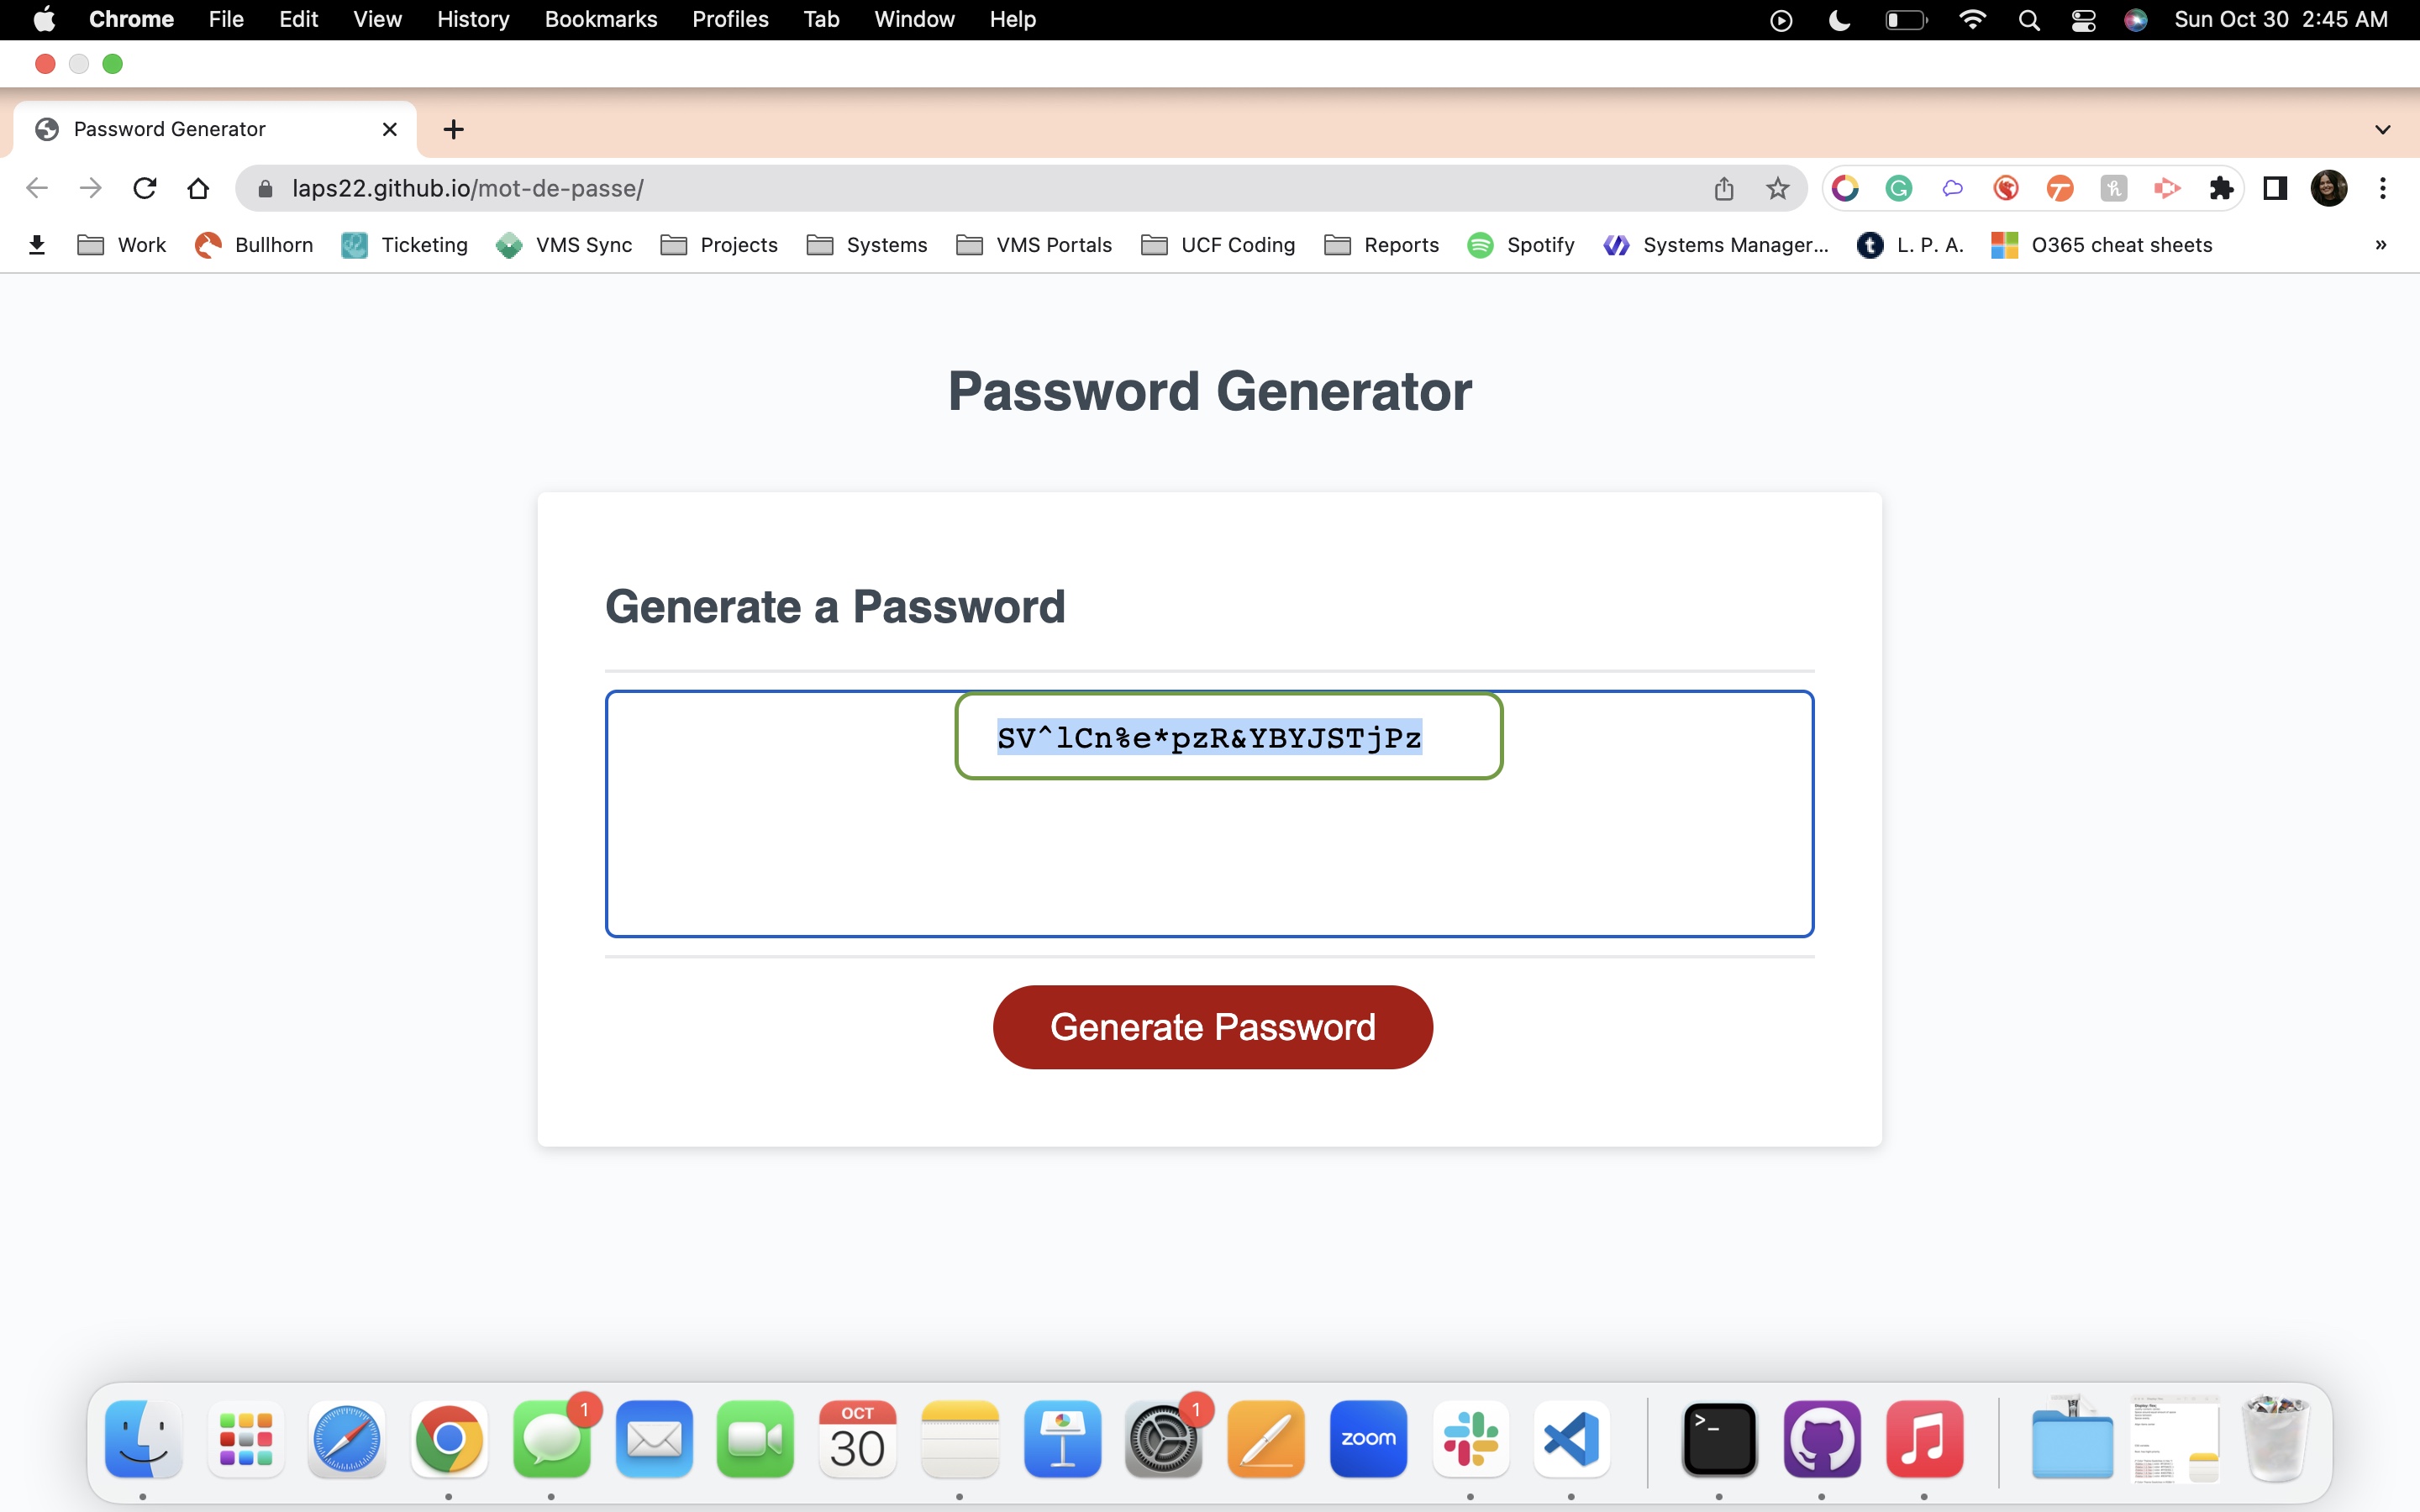 Chrome File Edit View History Bookmarks Profiles Tab Window Help Sun Oct 30 2:45 AM
Password Generator
laps22.github.io/mot-de-passe/
Work Bullhorn Ticketing VMS Sync Projects Systems VMS Portals UCF Coding Reports Spotify Systems Manager... L. P. A. O365 cheat sheets »
Password Generator
Generate a Password
SV^lCn%e*pzR&YBYJSTjPz
Generate Password
1 OCT 30 1 zoom